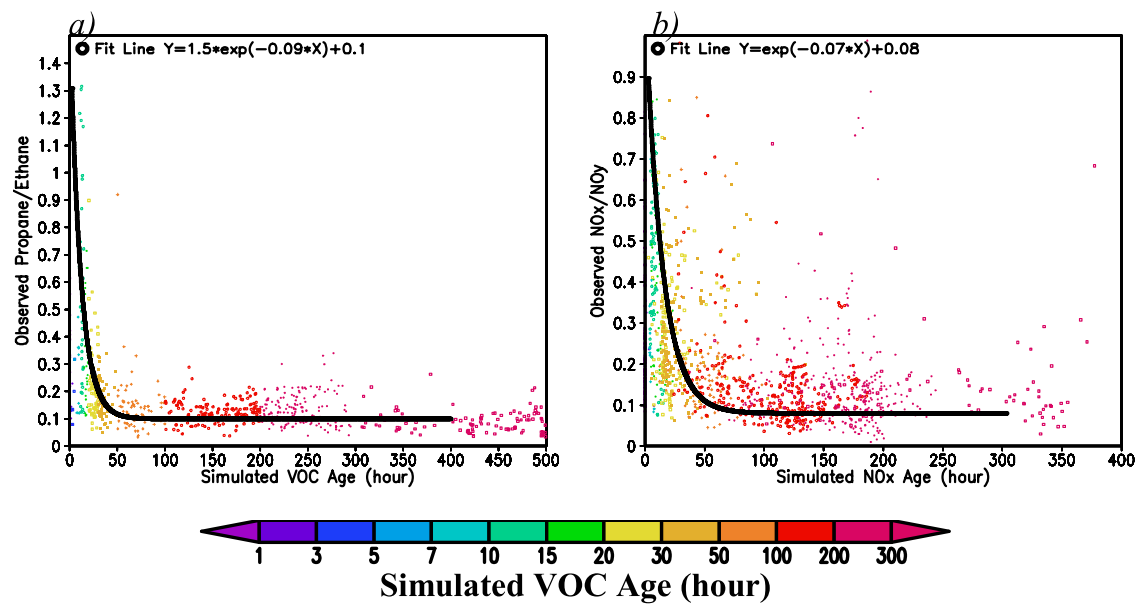 a) b)
Fit Line Y=1.5*exp(-0.09*X)+0.1
Fit Line Y=exp(-0.07*X)+0.08
Observed Propane/Ethane
1.4
1.3
1.2
1.1
1
0.9
0.8
0.7
0.6
0.5
0.4
0.3
0.2
0.1
0
0 50 100 150 200 250 300 350 400 450 500
Simulated VOC Age (hour)
Observed NOx/NOy
0.9
0.8
0.7
0.6
0.5
0.4
0.3
0.2
0.1
0
0 50 100 150 200 250 300 350 400
Simulated NOx Age (hour)
1 3 5 7 10 15 20 30 50 100 200 300
Simulated VOC Age (hour)